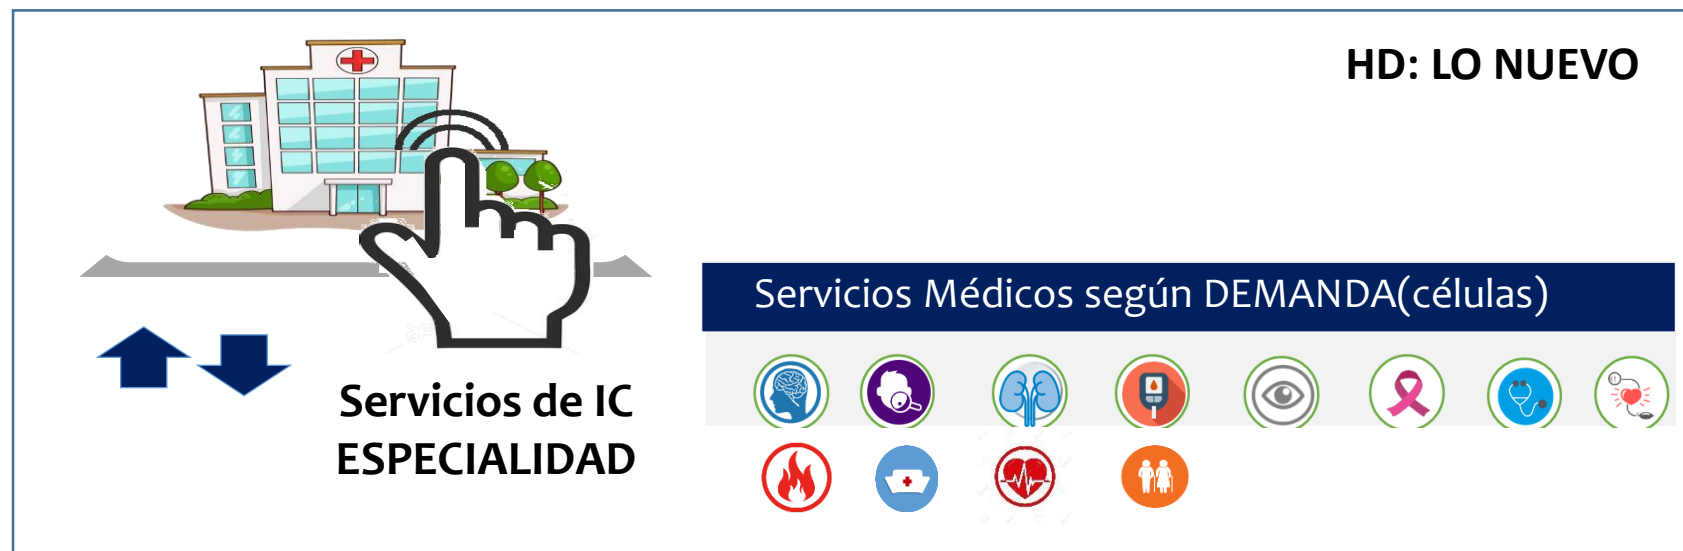 HD: LO NUEVO
Servicios Médicos según DEMANDA(células)
Servicios de IC
ESPECIALIDAD